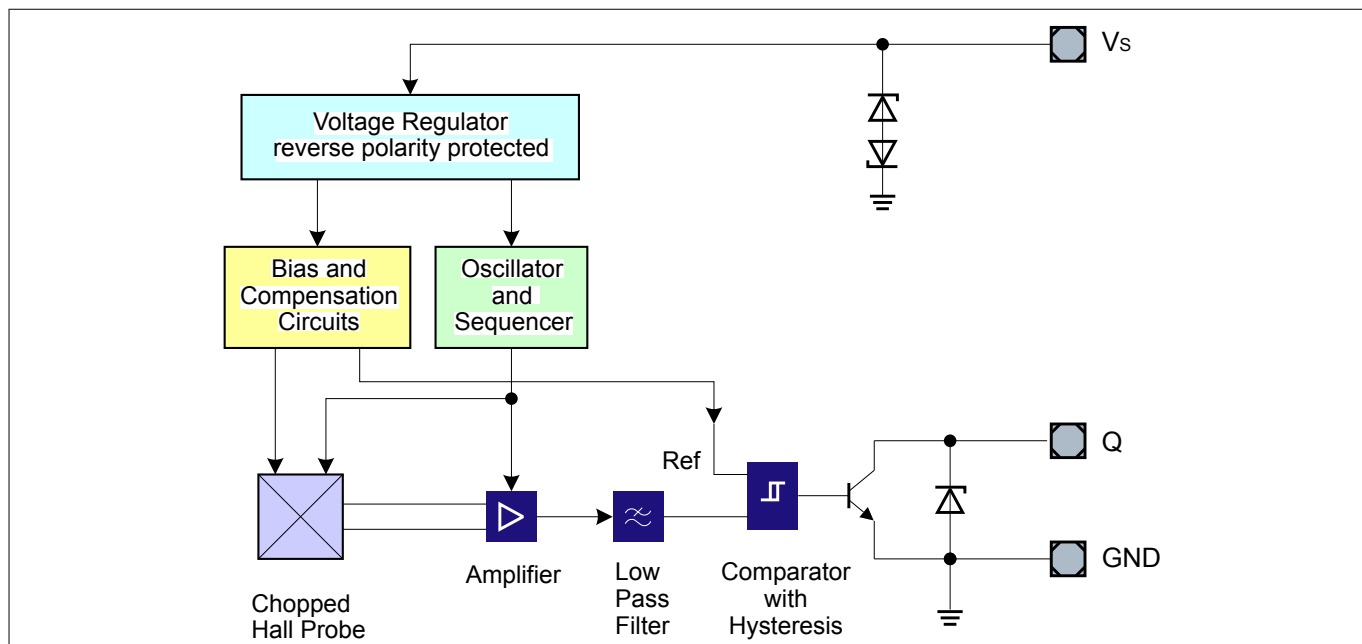 Vs
Voltage Regulator
reverse polarity protected
Bias and
Compensation
Circuits
Oscillator
and
Sequencer
Ref
Q
GND
Amplifier
Low
Pass
Filter
Comparator
with
Hysteresis
Chopped
Hall Probe